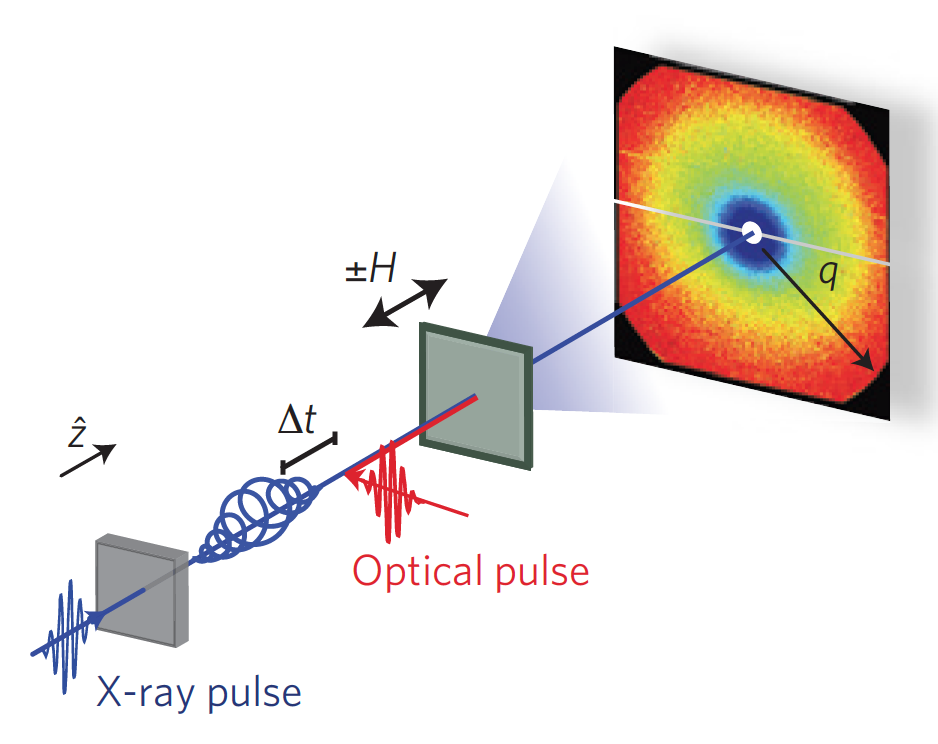 ±H
q
Δt
ẑ
Optical pulse
X-ray pulse